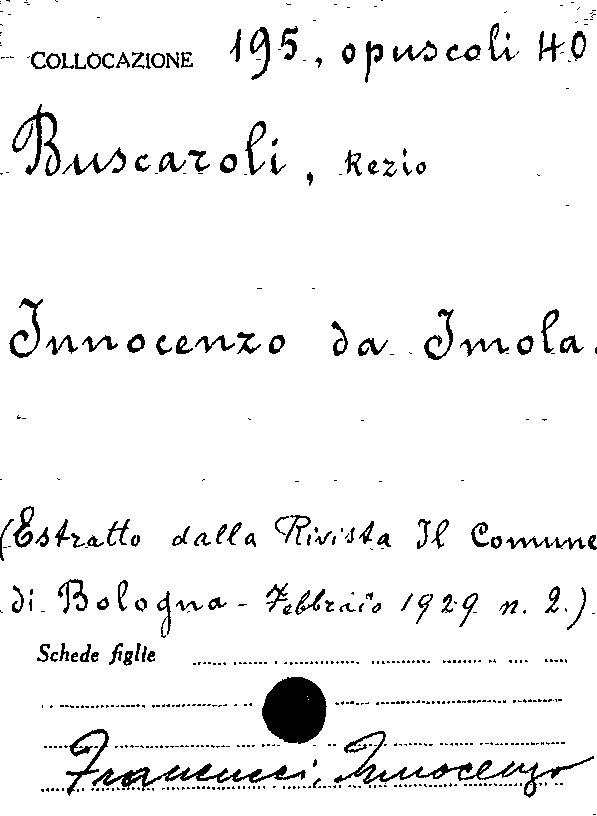 COLLOCAZIONE 195, opuscoli 40
Buscaroli, Rezio
Innocenzo da Imola.
(Estratto dalla Rivista Il Comune
di Bologna - Febbraio 1929 n. 2.)
Schede figlie
Francucci, Innocenzo